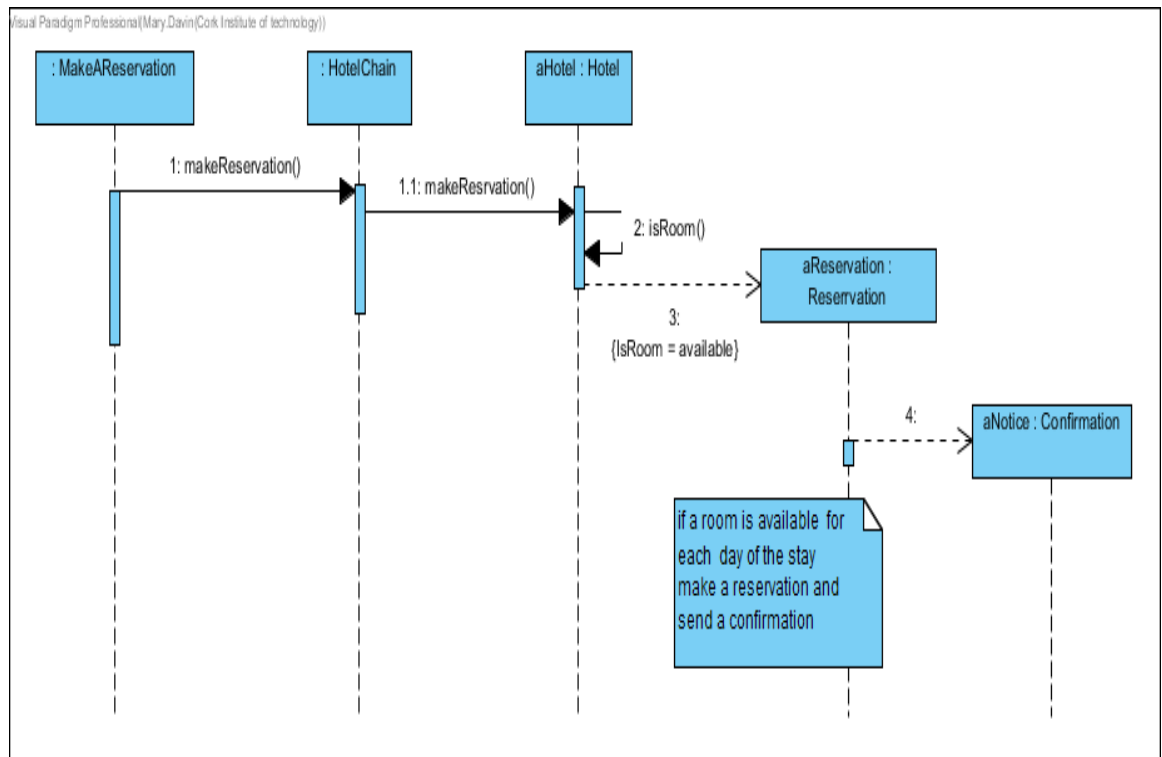 Visual Paradigm Professional(Mary.Davin(Cork Institute of technology))
: MakeAReservation
: HotelChain
aHotel : Hotel
1: makeReservation()
1.1: makeResrvation()
2: isRoom()
aReservation :
Reserrvation
3:
{IsRoom = available}
4:
aNotice : Confirmation
if a room is available for
each day of the stay
make a reservation and
send a confirmation